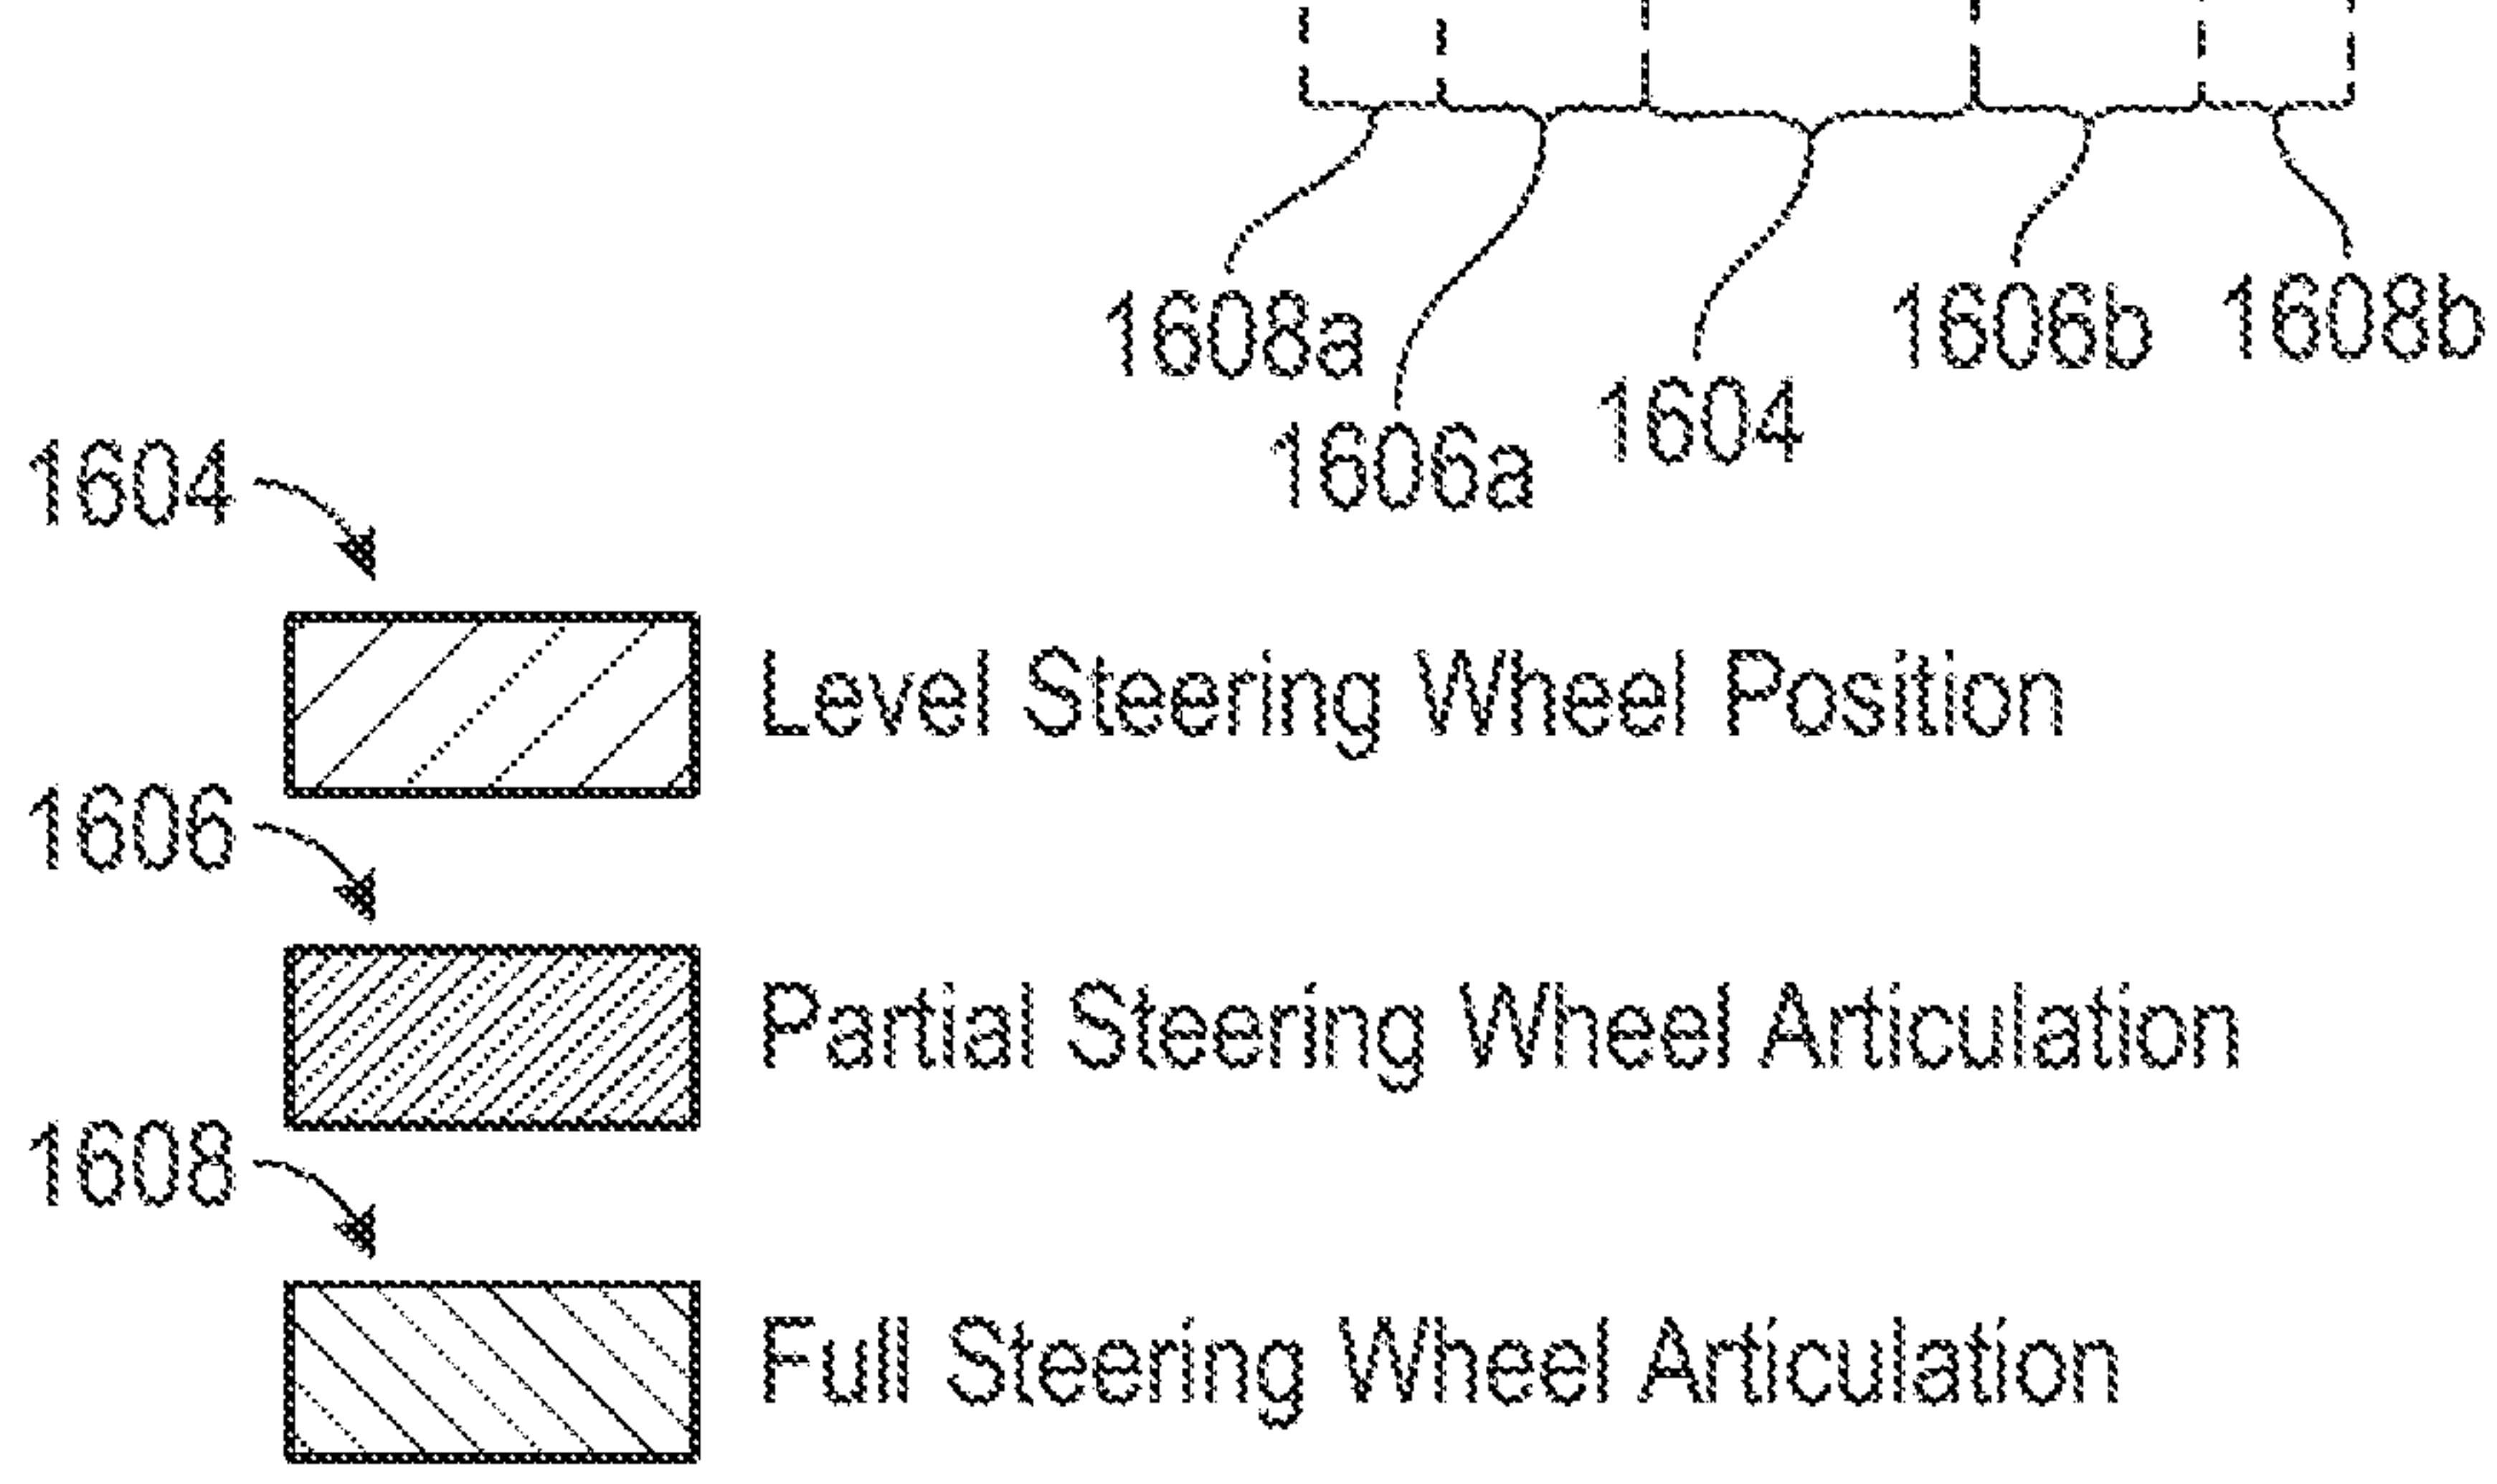 1608a
1606a
1604
1606b
1608b
1604
Level Steering Wheel Position
1606
Partial Steering Wheel Articulation
1608
Full Steering Wheel Articulation